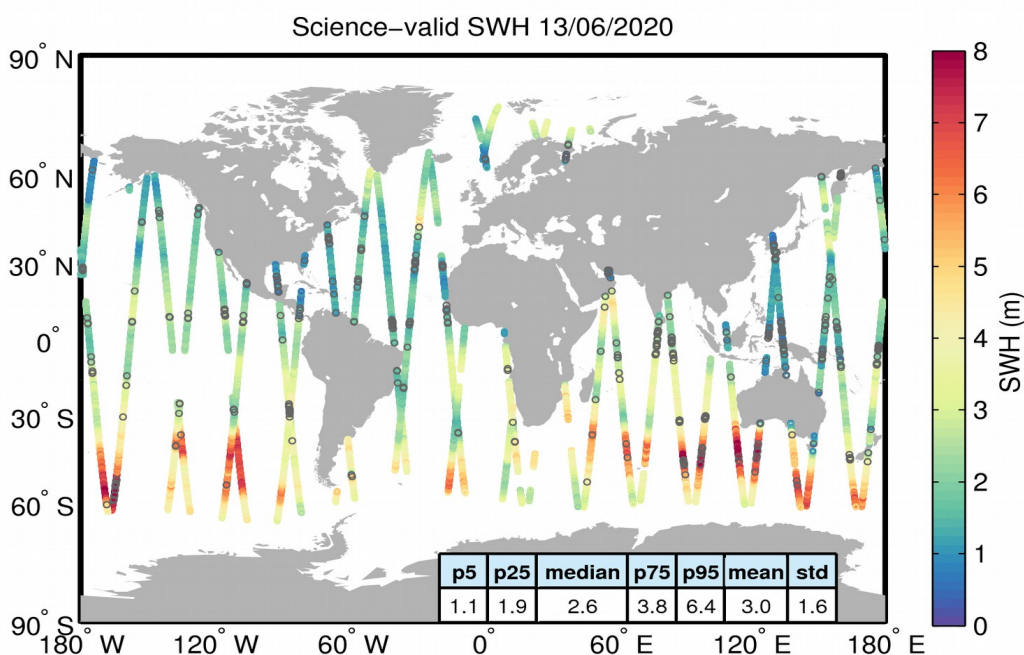 Science−valid SWH 13/06/2020
90° N
60° N
30° N
0°
30° S
60° S
90° S
180° W
120° W
60° W
0°
60° E
120° E
180° E
p5 p25 median p75 p95 mean std
1.1 1.9 2.6 3.8 6.4 3.0 1.6
8
7
6
5
4
3
2
1
0
SWH (m)